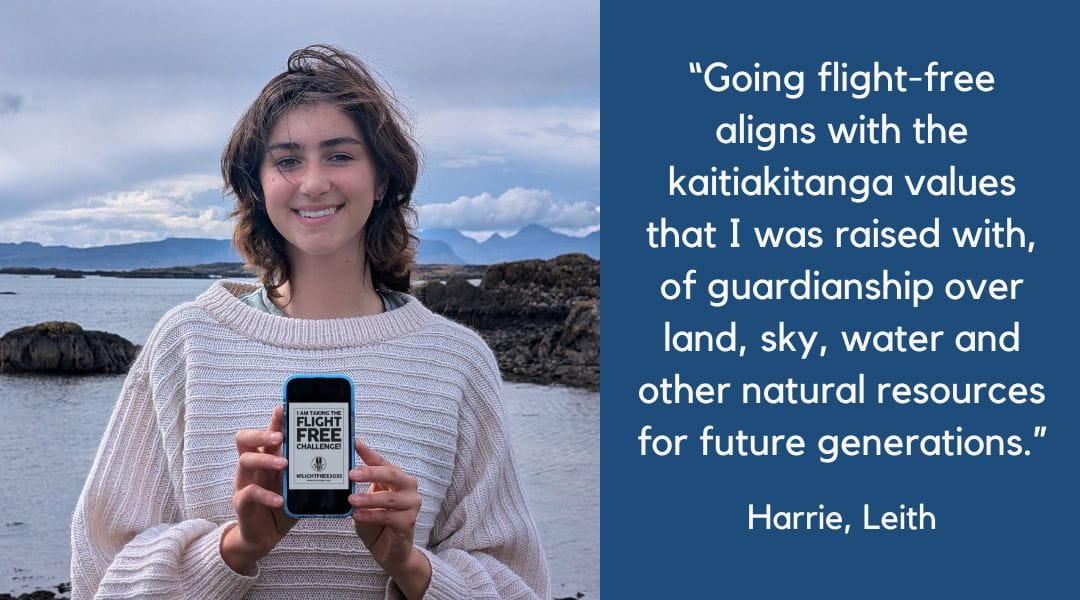 I AM TAKING THE
FLIGHT
FREE
CHALLENGE!
#FLIGHTFREE2025
“Going flight-free
aligns with the
kaitiakitanga values
that I was raised with,
of guardianship over
land, sky, water and
other natural resources
for future generations.”
Harrie, Leith